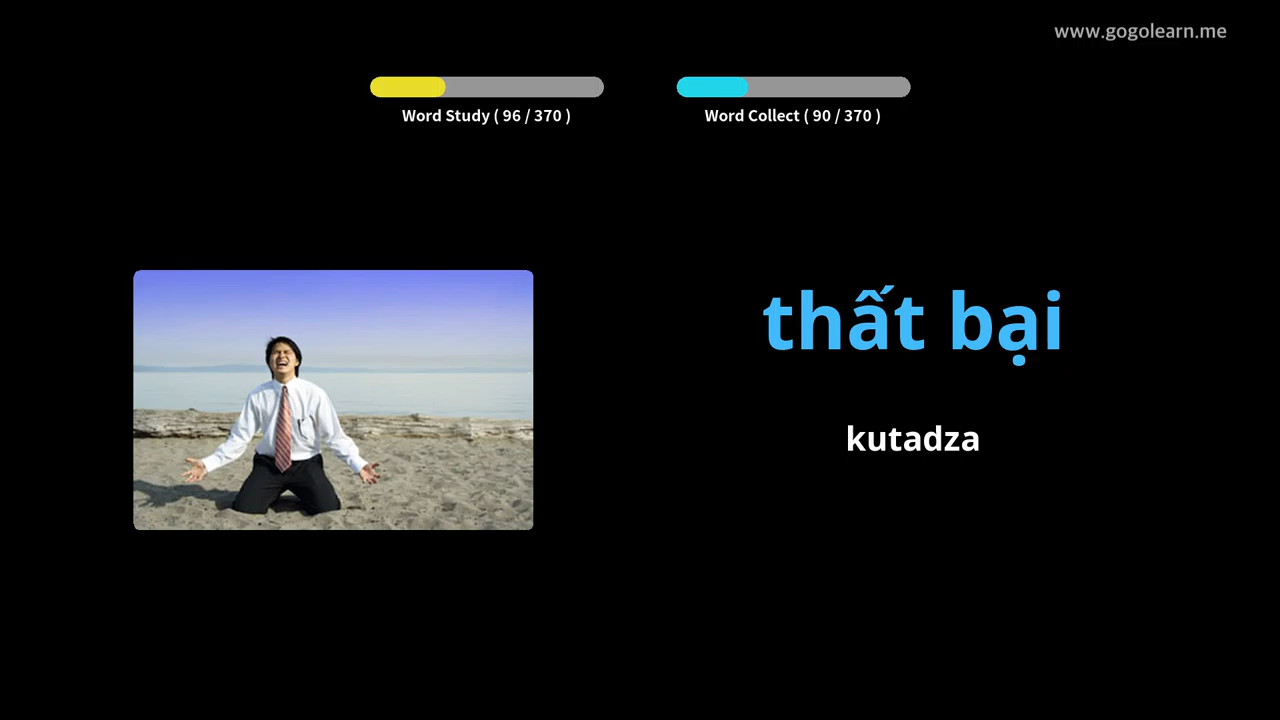 www.gogolearn.me
Word Study ( 96 / 370 )
Word Collect ( 90 / 370 )
thất bại
kutadza